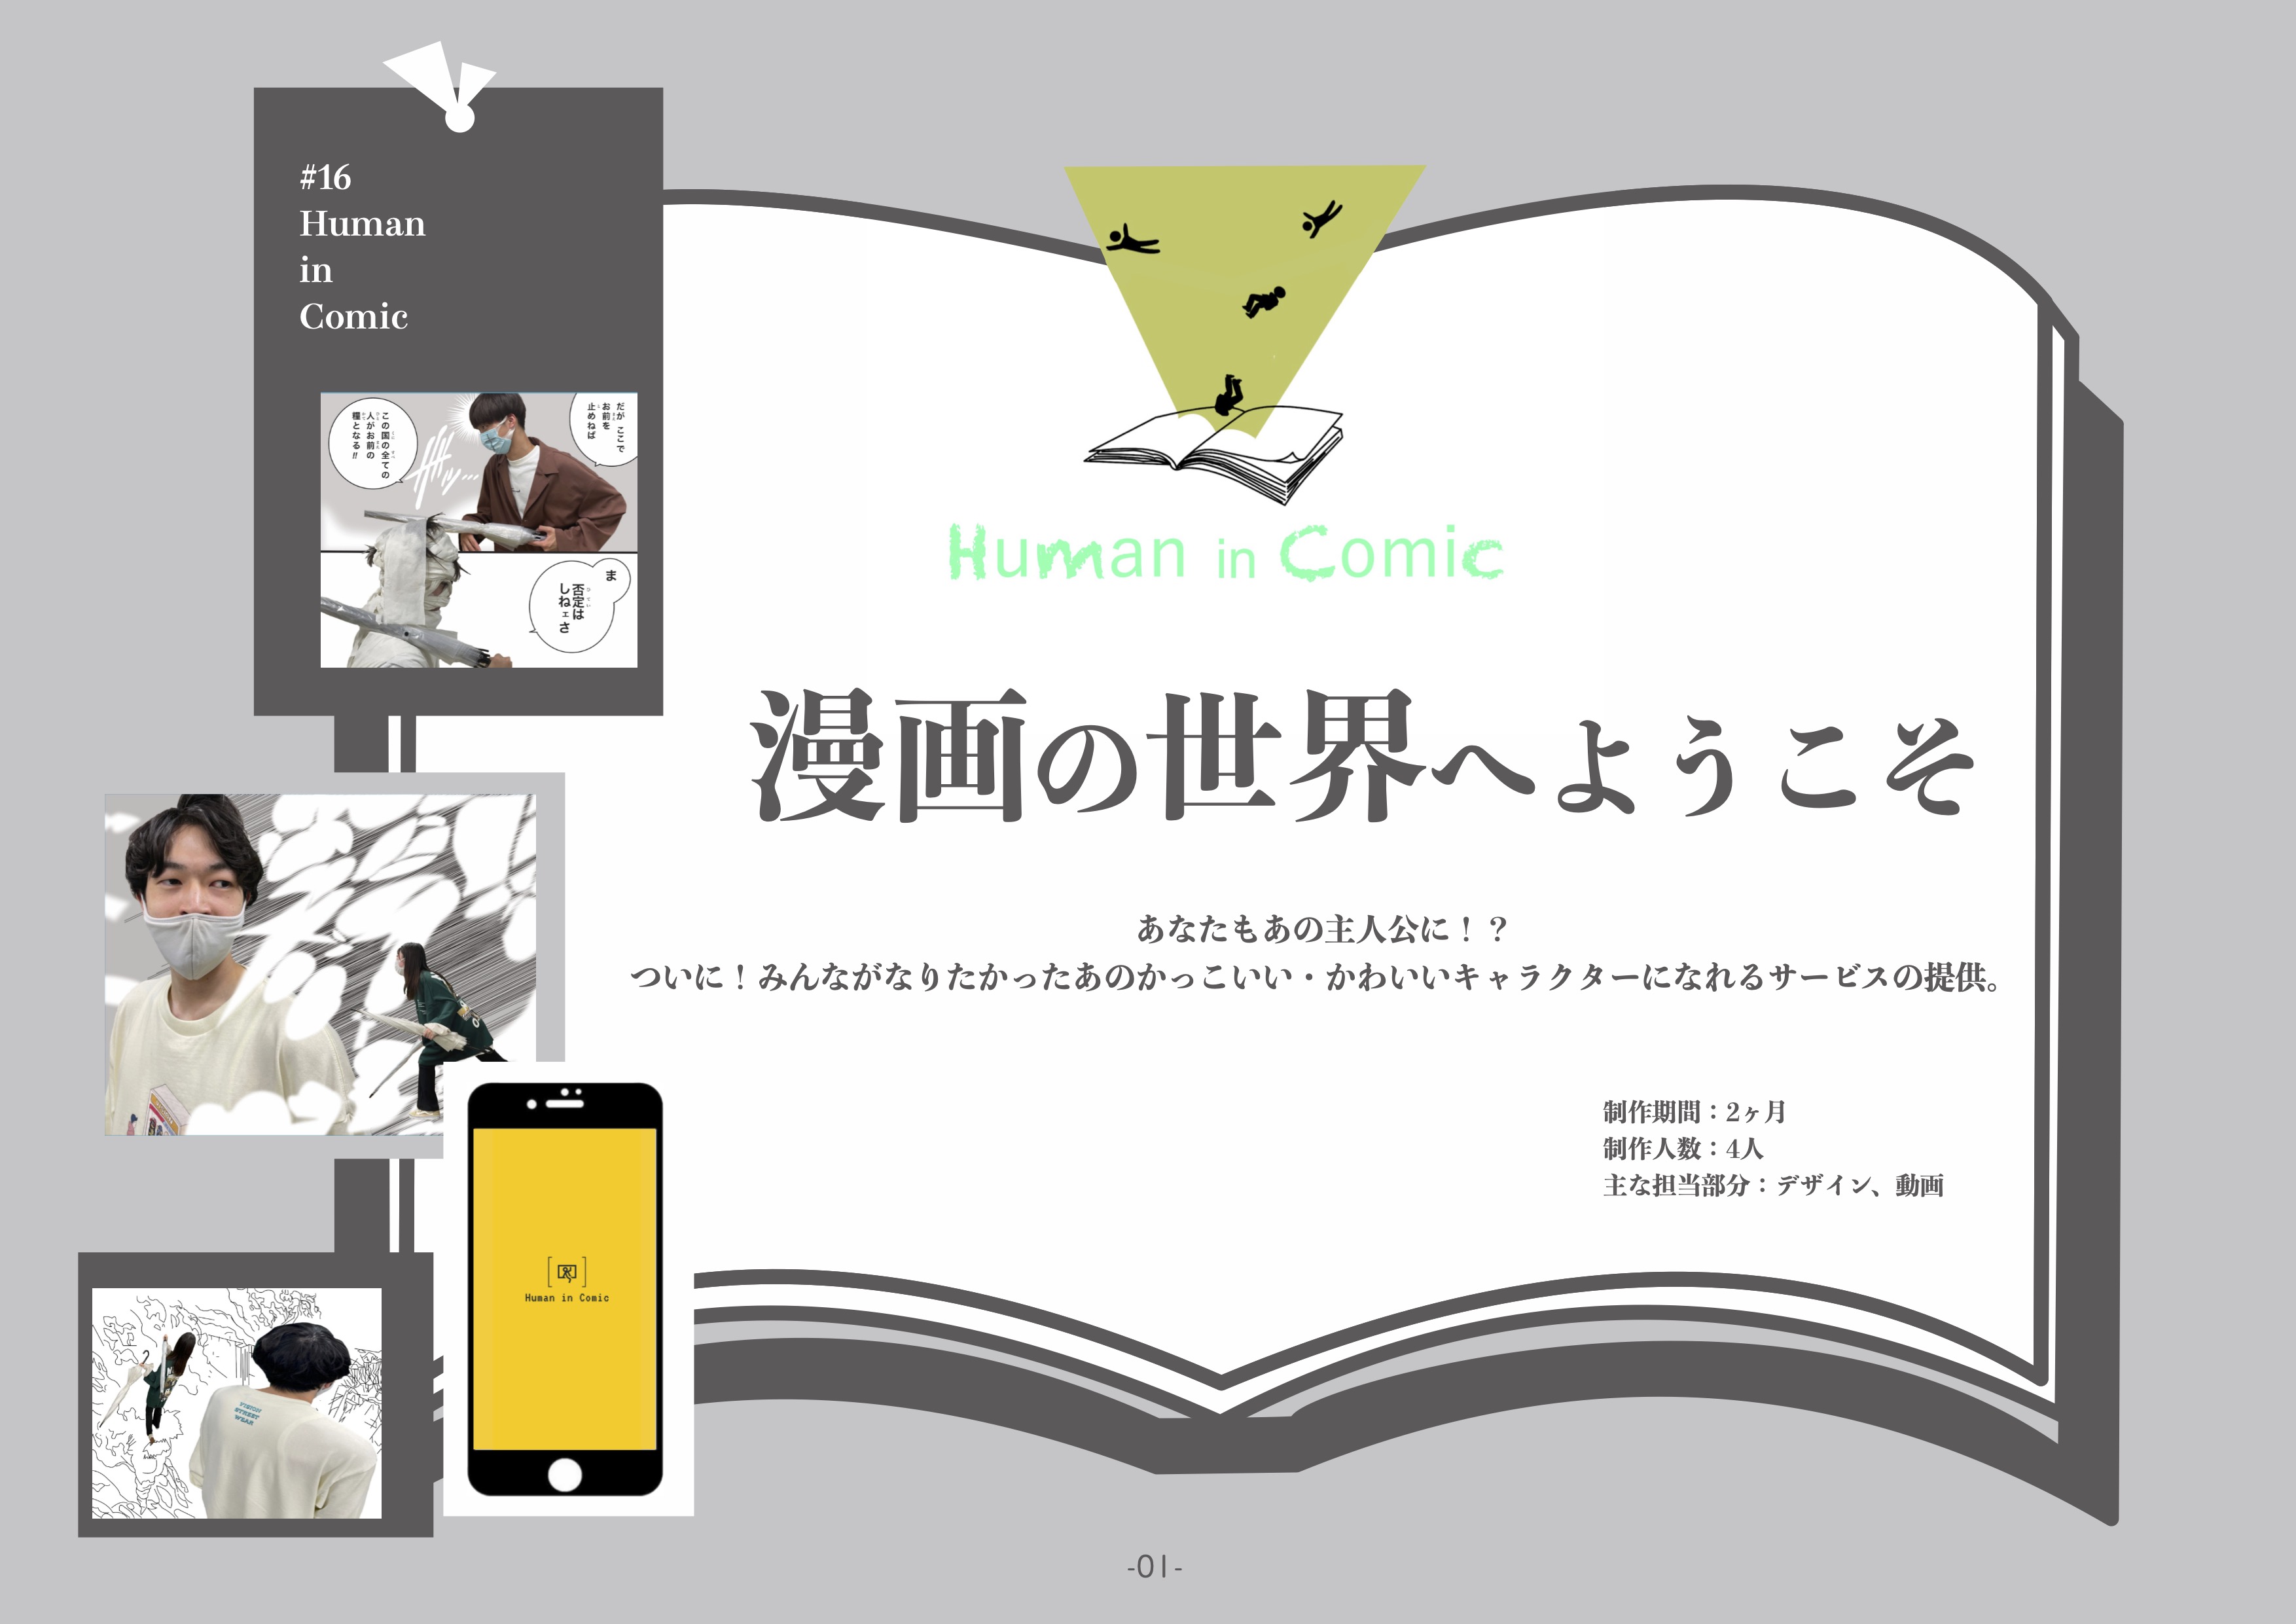 #16
Human
in
Comic
だが ここで
お前を
止めねば
この国の全ての
人がお前の
糧となる!!
ガッ…
ま
否定は
しねェさ
Human in Comic
漫画の世界へようこそ
あなたもあの主人公に！？
ついに！みんながなりたかったあのかっこいい・かわいいキャラクターになれるサービスの提供。
制作期間：2ヶ月
制作人数：4人
主な担当部分：デザイン、動画
Human in Comic
VISION
STREET
WEAR
-01-